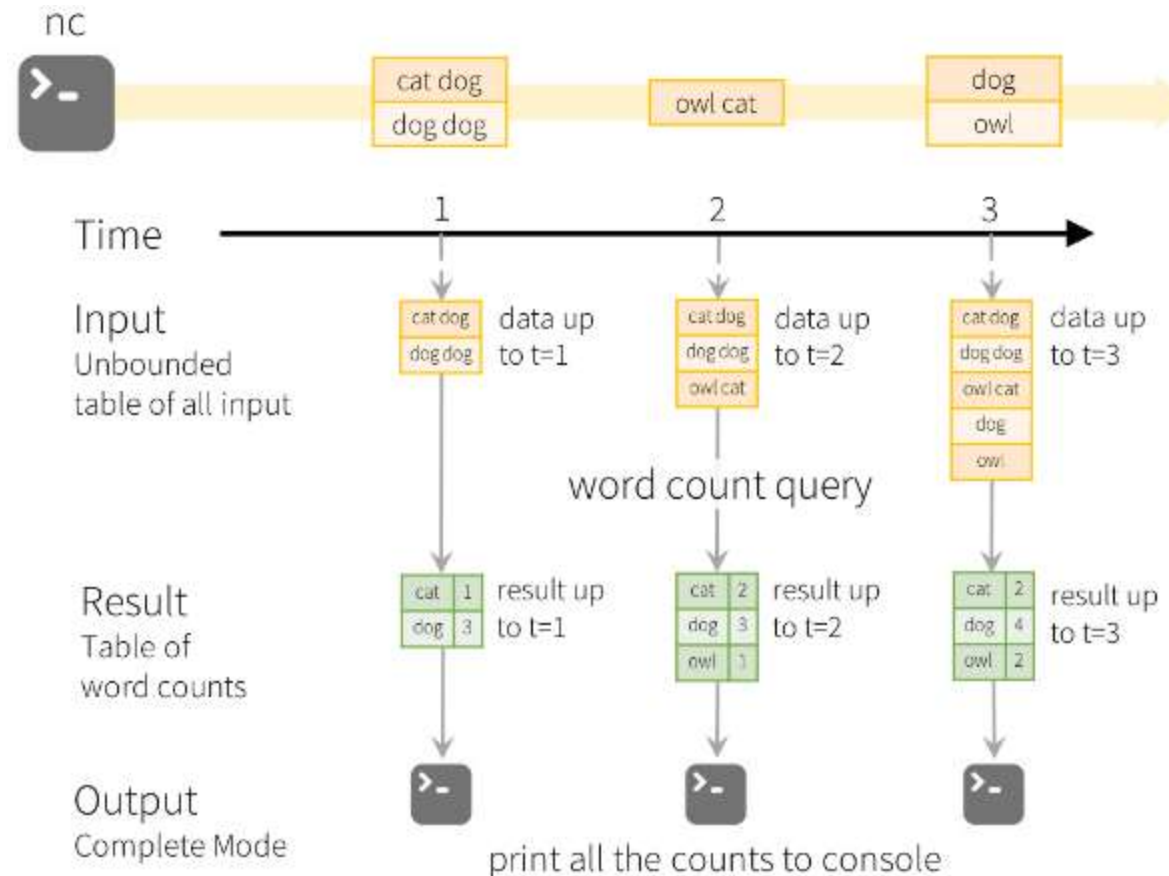 nc
cat dog
dog dog
owl cat
dog
owl
Time
1
2
3
Input
Unbounded
table of all input
cat dog
dog dog
data up
to t=1
cat dog
dog dog
owl cat
data up
to t=2
cat dog
dog dog
owl cat
dog
owl
data up
to t=3
word count query
Result
Table of
word counts
cat 1
dog 3
result up
to t=1
cat 2
dog 3
owl 1
result up
to t=2
cat 2
dog 4
owl 2
result up
to t=3
Output
Complete Mode
print all the counts to console